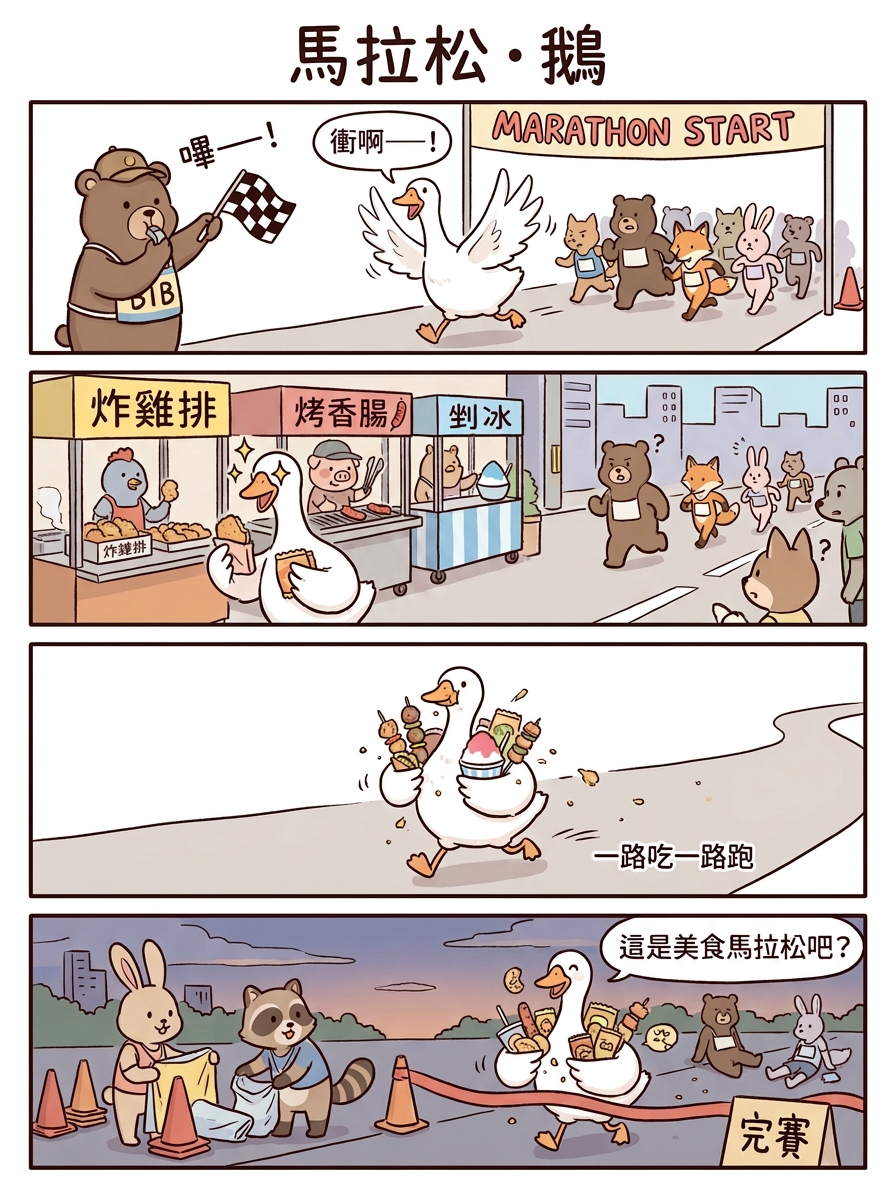 馬拉松・鵝
嗶——！
衝啊——！
MARATHON START
BIB
炸雞排
烤香腸
剉冰
炸雞排
?
?
一路吃一路跑
這是美食馬拉松吧？
完賽